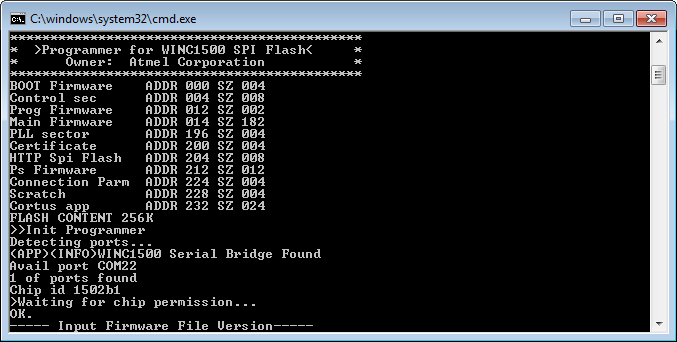 C:\windows\system32\cmd.exe
********************************************
*  >Programmer for WINC1500 SPI Flash<     *
*      Owner:  Atmel Corporation           *
********************************************
BOOT Firmware    ADDR 000 SZ 004
Control sec      ADDR 004 SZ 008
Prog Firmware    ADDR 012 SZ 002
Main Firmware    ADDR 014 SZ 182
PLL sector       ADDR 196 SZ 004
Certificate      ADDR 200 SZ 004
HTTP Spi Flash   ADDR 204 SZ 008
Ps Firmware      ADDR 212 SZ 012
Connection Parm  ADDR 224 SZ 004
Scratch          ADDR 228 SZ 004
Cortus app       ADDR 232 SZ 024
FLASH CONTENT 256K
>>Init Programmer
Detecting ports...
(APP)(INFO)WINC1500 Serial Bridge Found
Avail port COM22
1 of ports found
Chip id 1502b1
>Waiting for chip permission...
OK.
----- Input Firmware File Version-----